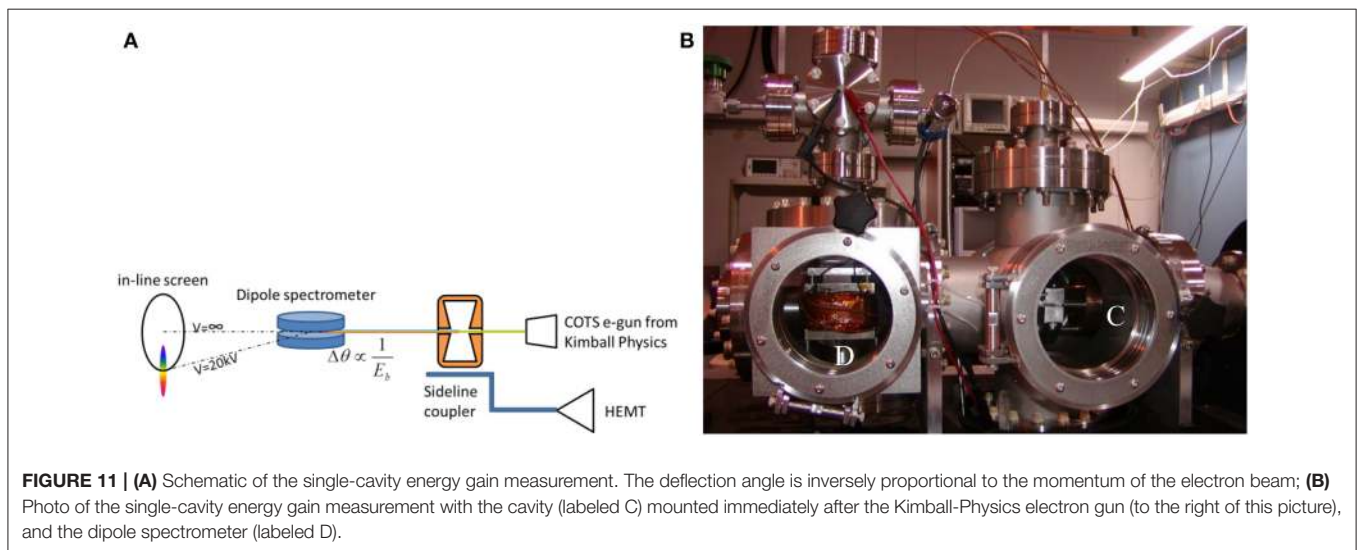 A
in-line screen
Dipole spectrometer
V=∞
V=20kV
Δθ ∝ 1/E_b
COTS e-gun from
Kimball Physics
Sideline
coupler
HEMT
B
D
C
FIGURE 11 | (A) Schematic of the single-cavity energy gain measurement. The deflection angle is inversely proportional to the momentum of the electron beam; (B)
Photo of the single-cavity energy gain measurement with the cavity (labeled C) mounted immediately after the Kimball-Physics electron gun (to the right of this picture),
and the dipole spectrometer (labeled D).